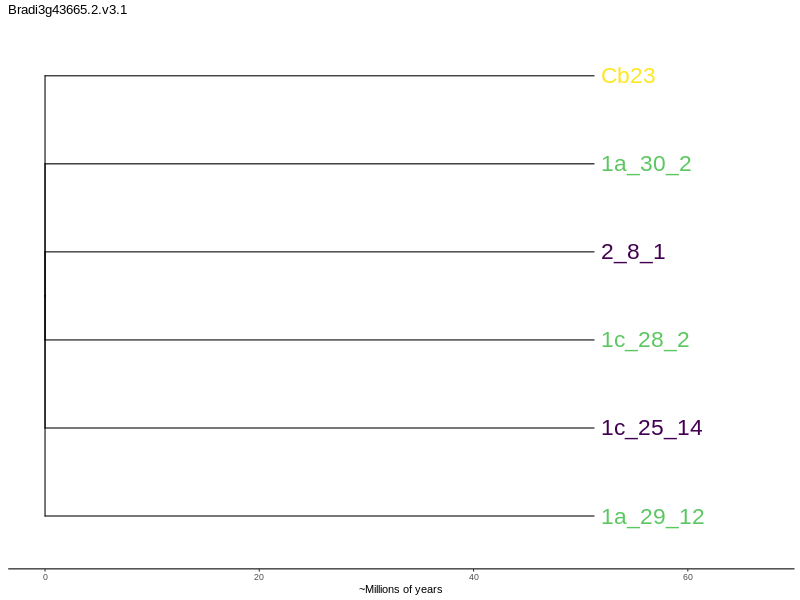 Bradi3g43665.2.v3.1
Cb23
1a_30_2
2_8_1
1c_28_2
1c_25_14
1a_29_12
0 20 40 60
~Millions of years